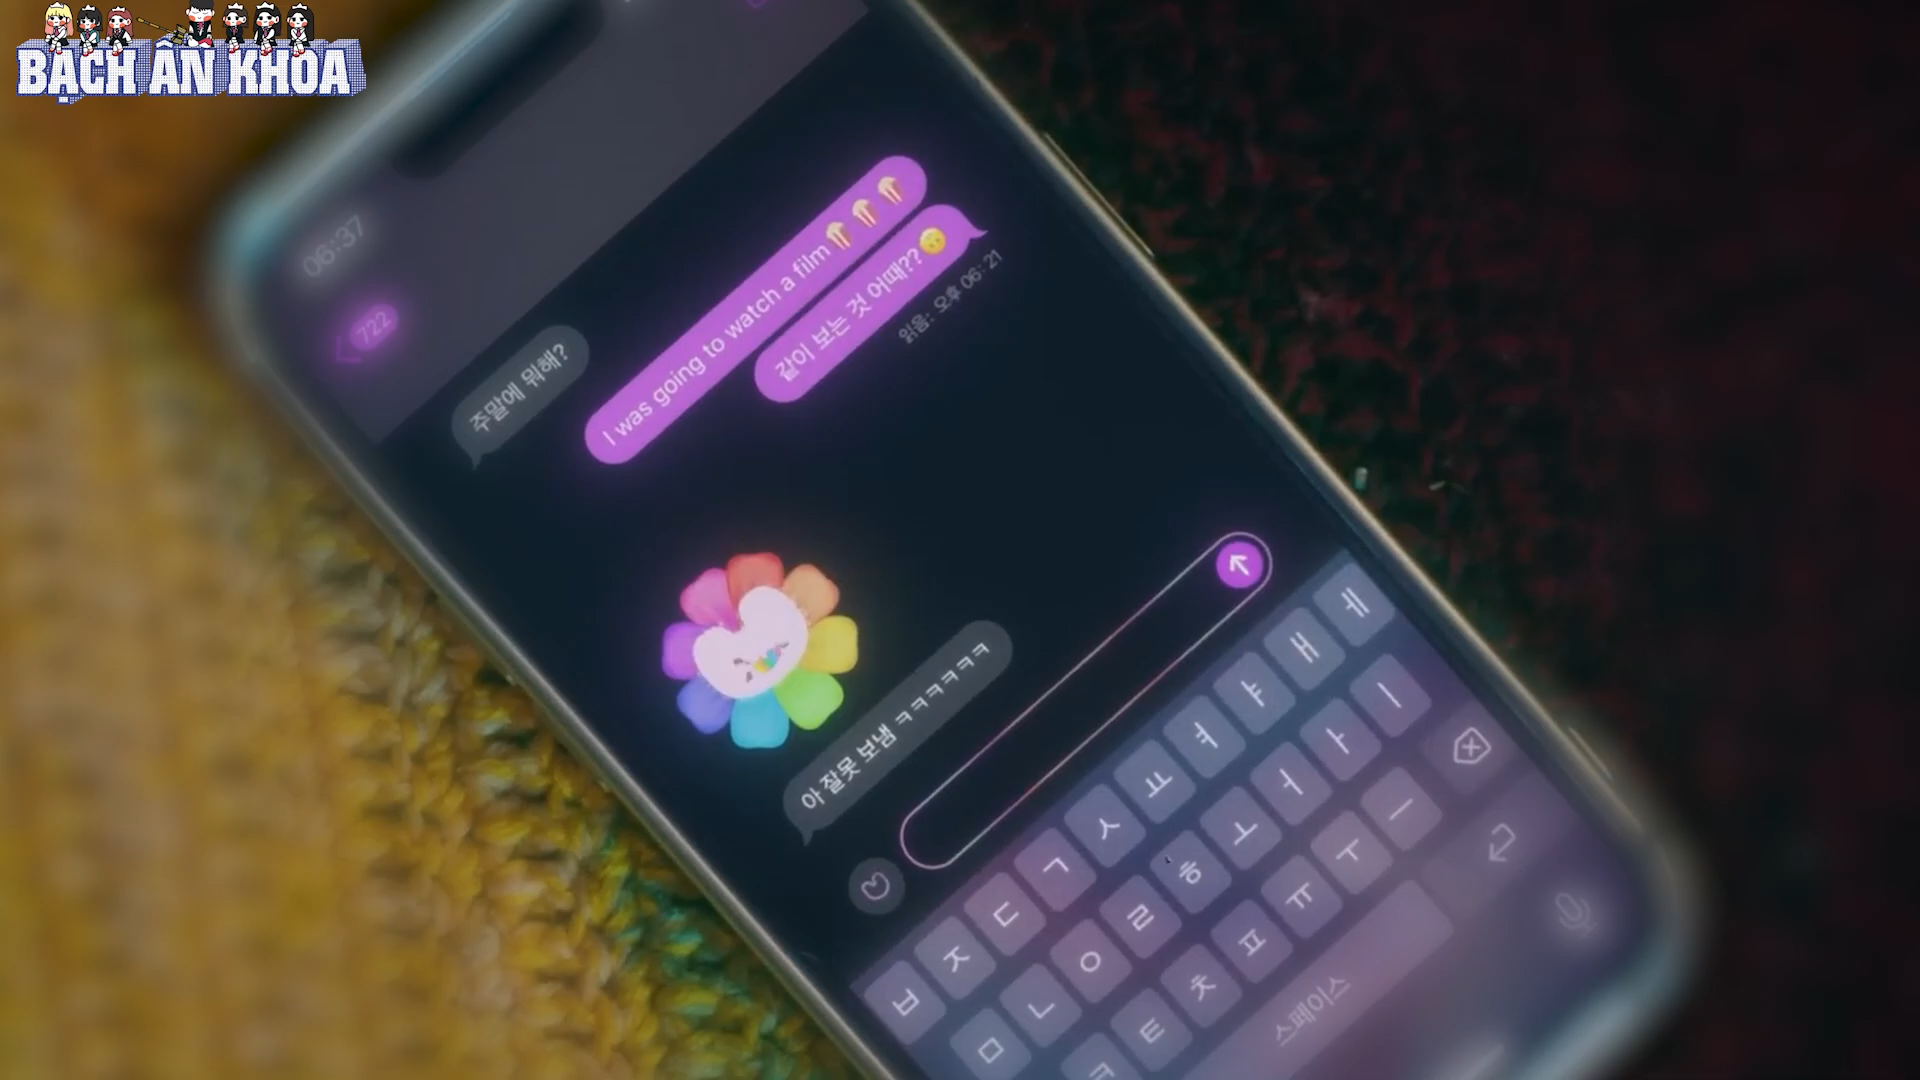 BẠCH ÂN KHOA
06:37
722
주말에 뭐해?
I was going to watch a film🍿🍿🍿
같이 보는 것 어때??🙃
읽음: 오후 06:21
아 잘못 보냄 ㅋㅋㅋㅋㅋㅋ
ㅂ ㅈ ㄷ ㄱ ㅅ ㅛ ㅕ ㅑ ㅐ ㅔ
ㅁ ㄴ ㅇ ㄹ ㅎ ㅗ ㅓ ㅏ ㅣ
ㅋ ㅌ ㅊ ㅍ ㅠ ㅜ ㅡ
스페이스